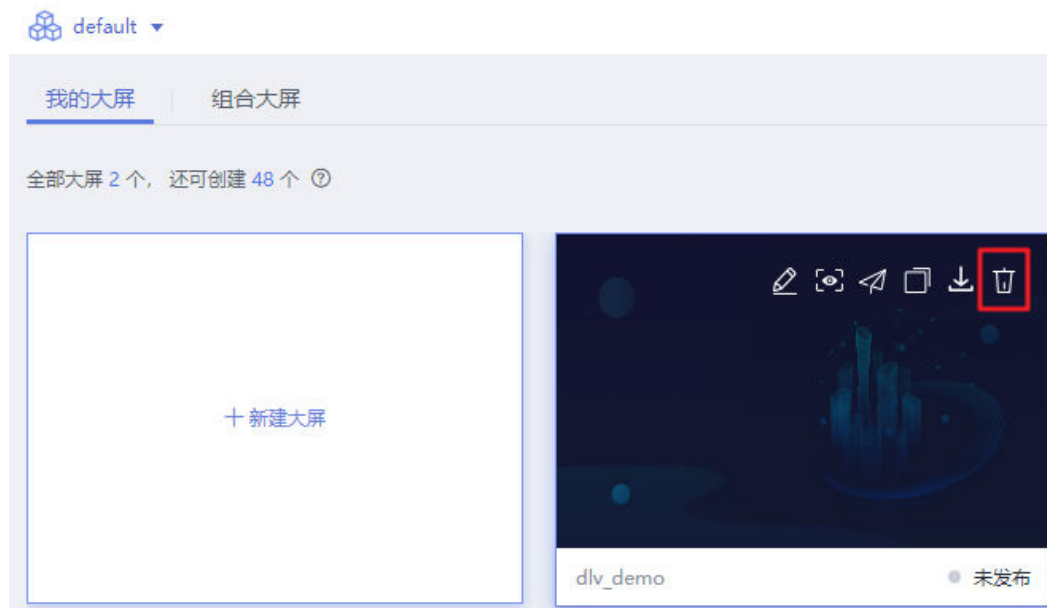 default
我的大屏 组合大屏
全部大屏 2 个， 还可创建 48 个 ?
+ 新建大屏
dlv_demo 未发布